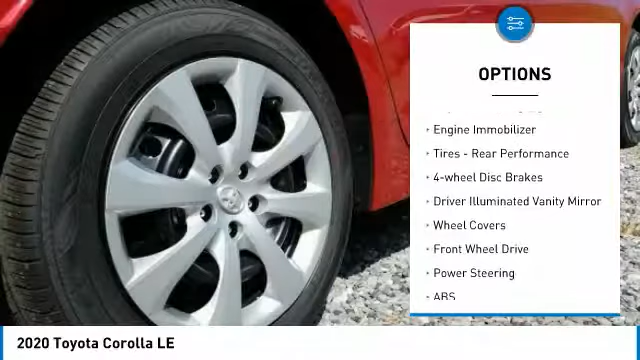 OPTIONS
Engine Immobilizer
Tires - Rear Performance
4-wheel Disc Brakes
Driver Illuminated Vanity Mirror
Wheel Covers
Front Wheel Drive
Power Steering
ABS
2020 Toyota Corolla LE